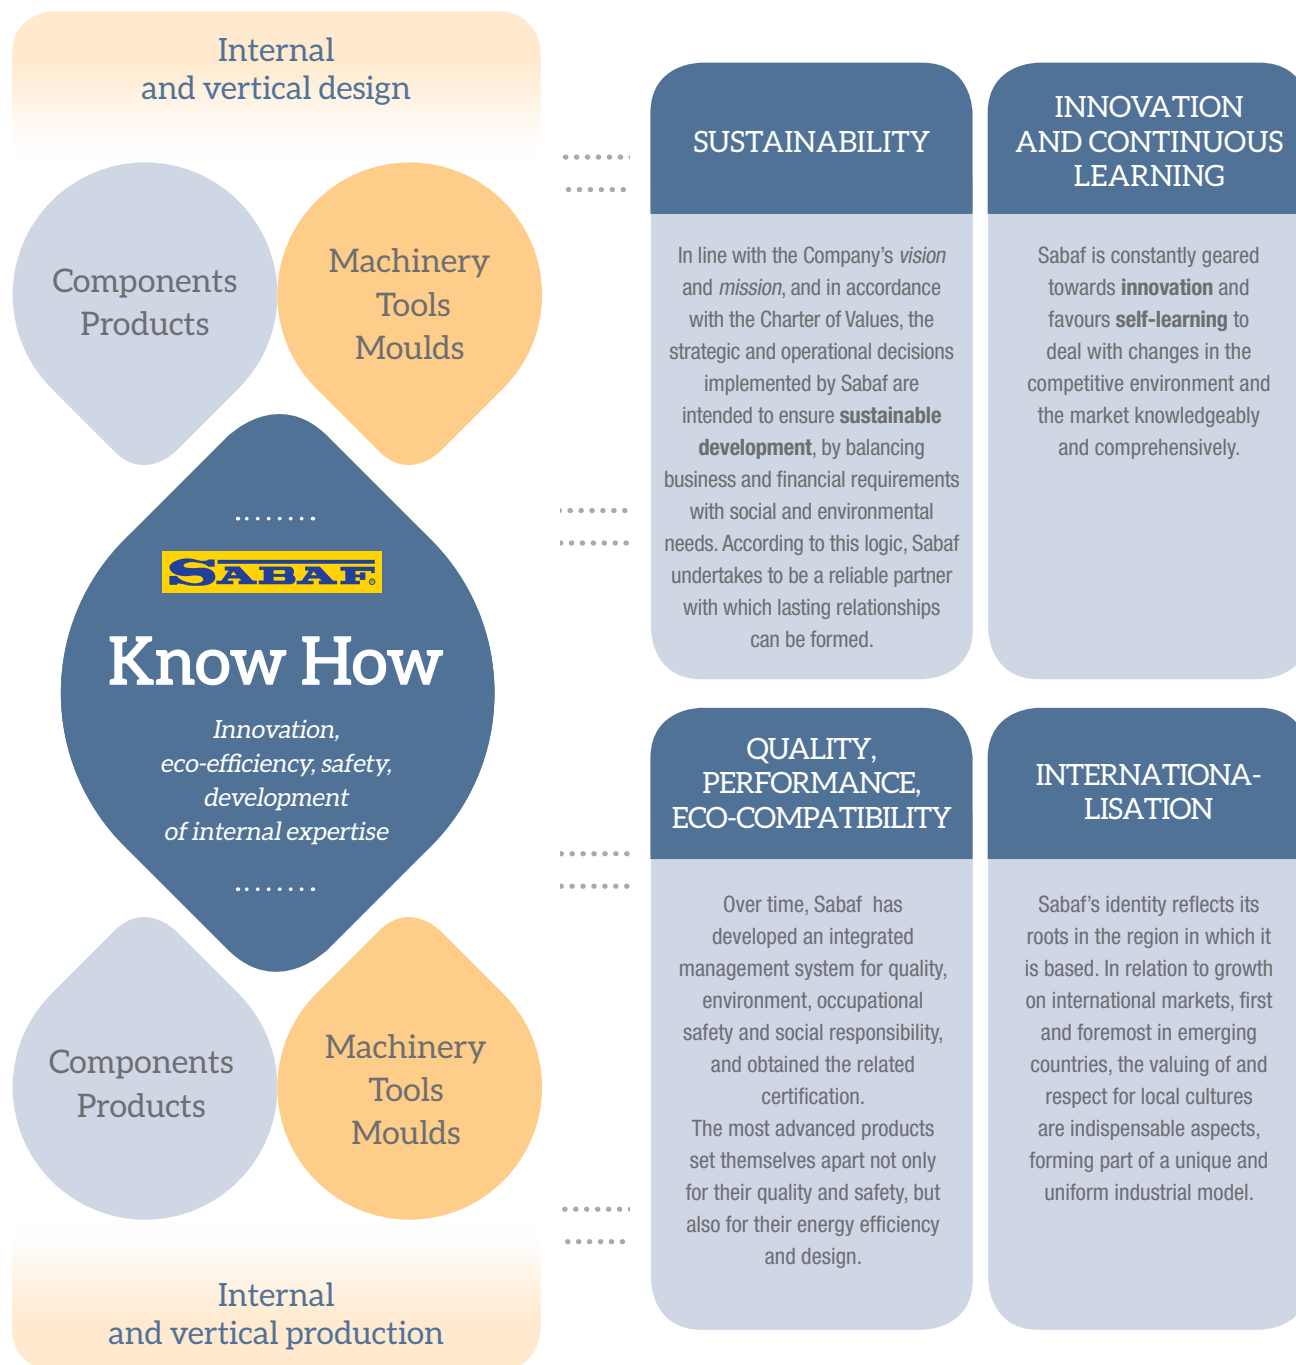 Internal
and vertical design
Components
Products
Machinery
Tools
Moulds
SABAF®
Know How
Innovation,
eco-efficiency, safety,
development
of internal expertise
Components
Products
Machinery
Tools
Moulds
Internal
and vertical production
SUSTAINABILITY
In line with the Company's vision
and mission, and in accordance
with the Charter of Values, the
strategic and operational decisions
implemented by Sabaf are
intended to ensure sustainable
development, by balancing
business and financial requirements
with social and environmental
needs. According to this logic, Sabaf
undertakes to be a reliable partner
with which lasting relationships
can be formed.
INNOVATION
AND CONTINUOUS
LEARNING
Sabaf is constantly geared
towards innovation and
favours self-learning to
deal with changes in the
competitive environment and
the market knowledgeably
and comprehensively.
QUALITY,
PERFORMANCE,
ECO-COMPATIBILITY
Over time, Sabaf has
developed an integrated
management system for quality,
environment, occupational
safety and social responsibility,
and obtained the related
certification.
The most advanced products
set themselves apart not only
for their quality and safety, but
also for their energy efficiency
and design.
INTERNATIONA-
LISATION
Sabaf's identity reflects its
roots in the region in which it
is based. In relation to growth
on international markets, first
and foremost in emerging
countries, the valuing of and
respect for local cultures
are indispensable aspects,
forming part of a unique and
uniform industrial model.